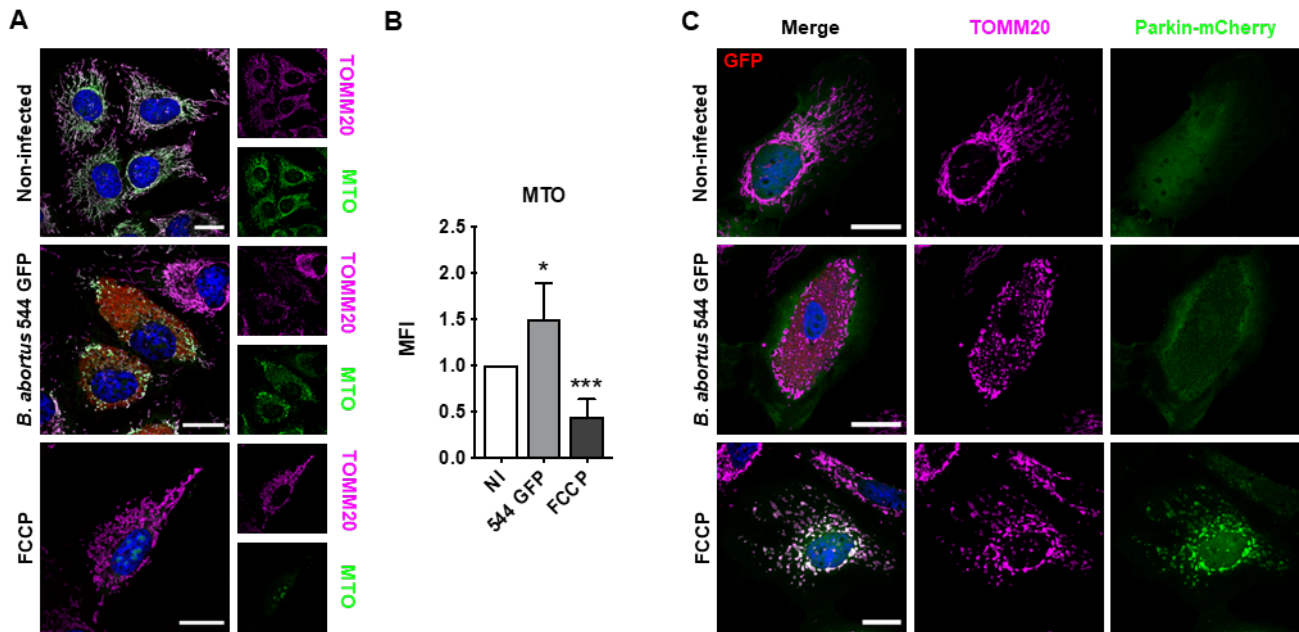 A
Non-infected
TOMM20
MTO
B. abortus 544 GFP
TOMM20
MTO
FCCP
TOMM20
MTO
B
MTO
MFI
2.5
2.0
1.5
1.0
0.5
0.0
*
***
NI
544 GFP
FCCP
C
Merge
TOMM20
Parkin-mCherry
GFP
Non-infected
B. abortus 544 GFP
FCCP